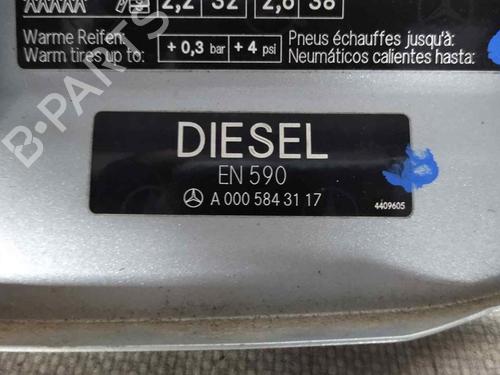 2,2 32 2,6 38
Warme Reifen:
Warm tires up to:
+ 0,3 bar + 4 psi
Pneus échauffes jusqu'à:
Neumáticos calientes hasta:
B-PARTS
DIESEL
EN 590
A 000 584 31 17
4409605